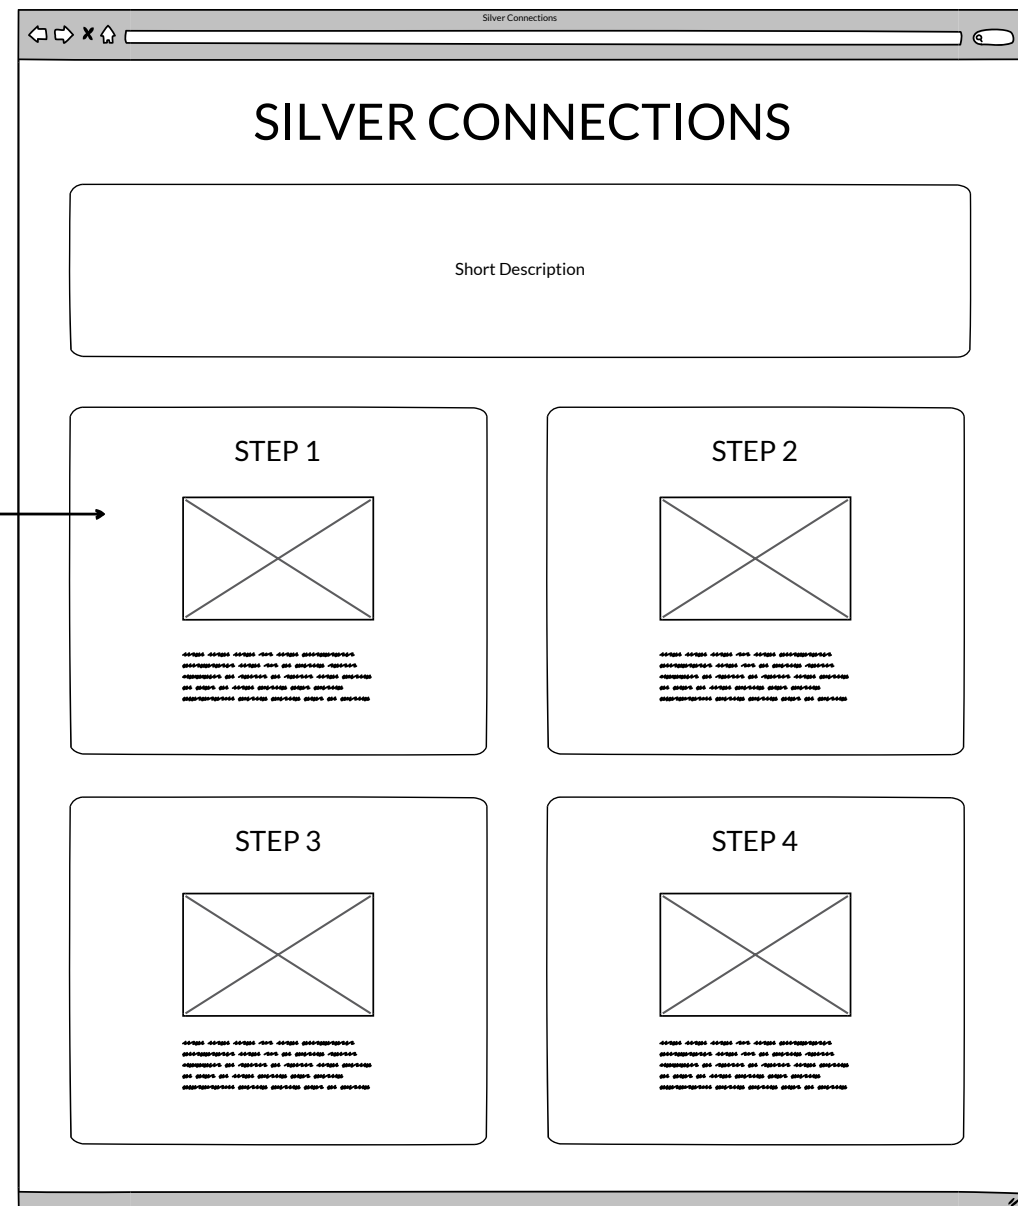 Silver Connections
SILVER CONNECTIONS
Short Description
STEP 1
STEP 2
STEP 3
STEP 4